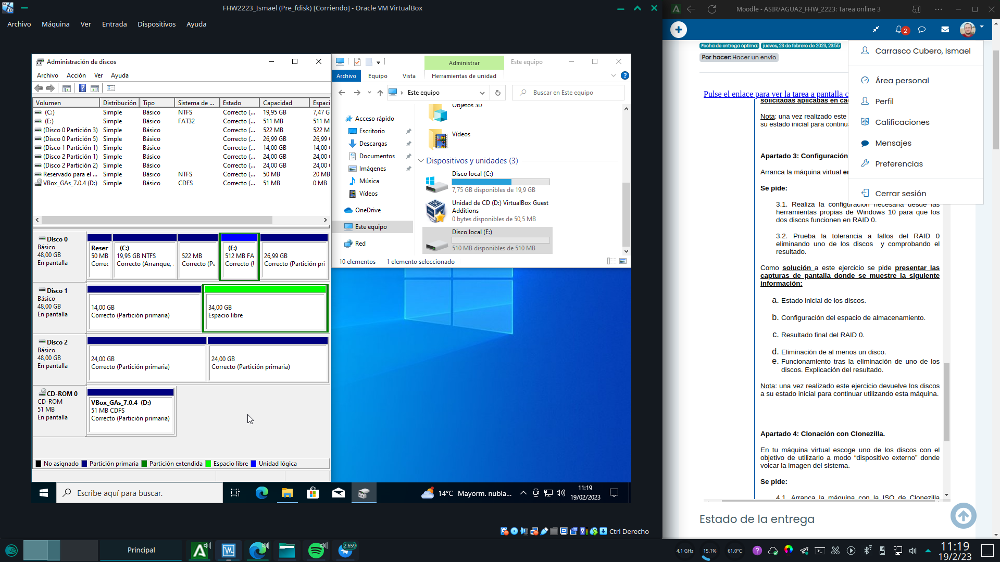 FHW2223_Ismael (Pre_fdisk) [Corriendo] - Oracle VM VirtualBox
Archivo Máquina Ver Entrada Dispositivos Ayuda
Administración de discos
Archivo Acción Ver Ayuda
Volumen Distribución Tipo Sistema de ... Estado Capacidad Espaci
(C:) Simple Básico NTFS Correcto (... 19,95 GB 7,47 G
(E:) Simple Básico FAT32 Correcto (... 511 MB 511 M
(Disco 0 Partición 3) Simple Básico Correcto (... 522 MB 522 M
(Disco 0 Partición 5) Simple Básico Correcto (... 26,99 GB 26,99
(Disco 1 Partición 1) Simple Básico Correcto (... 14,00 GB 14,00
(Disco 2 Partición 1) Simple Básico Correcto (... 24,00 GB 24,00
(Disco 2 Partición 2) Simple Básico Correcto (... 24,00 GB 24,00
Reservado para el ... Simple Básico NTFS Correcto (... 50 MB 20 MB
VBox_GAs_7.0.4 (D:) Simple Básico CDFS Correcto (... 51 MB 0 MB
Disco 0
Básico
48,00 GB
En pantalla
Reser
50 MB
Correc
(C:)
19,95 GB NTFS
Correcto (Arranque,
522 MB
Correcto (Pa
(E:)
512 MB FA
Correcto (U
26,99 GB
Correcto (Partición pri
Disco 1
Básico
48,00 GB
En pantalla
14,00 GB
Correcto (Partición primaria)
34,00 GB
Espacio libre
Disco 2
Básico
48,00 GB
En pantalla
24,00 GB
Correcto (Partición primaria)
24,00 GB
Correcto (Partición primaria)
CD-ROM 0
CD-ROM
51 MB
En pantalla
VBox_GAs_7.0.4 (D:)
51 MB CDFS
Correcto (Partición primaria)
No asignado Partición primaria Partición extendida Espacio libre Unidad lógica
Administrar
Este equipo
Archivo Equipo Vista Herramientas de unidad
Este equipo
Buscar en Este equipo
Acceso rápido
Escritorio
Descargas
Documentos
Imágenes
Música
Vídeos
OneDrive
Este equipo
Red
Objetos 3D
Vídeos
Dispositivos y unidades (3)
Disco local (C:)
7,75 GB disponibles de 19,9 GB
Unidad de CD (D:) VirtualBox Guest
Additions
0 bytes disponibles de 50,5 MB
Disco local (E:)
510 MB disponibles de 510 MB
10 elementos 1 elemento seleccionado
Escribe aquí para buscar.
14°C Mayorm. nubla...
11:19
19/02/2023
Ctrl Derecho
Moodle - ASIR/AGUA2_FHW_2223: Tarea online 3
2
Fecha de entrega óptima: jueves, 23 de febrero de 2023, 23:55
Por hacer: Hacer un envío
Carrasco Cubero, Ismael
Área personal
Perfil
Calificaciones
Mensajes
Preferencias
Cerrar sesión
Pulse el enlace para ver la tarea a pantalla c
solicitadas aplicadas en ca
Nota: una vez realizado este
su estado inicial para continua
Apartado 3: Configuración
Arranca la máquina virtual en
Se pide:
3.1. Realiza la configuración necesaria desde las
herramientas propias de Windows 10 para que los
dos discos funcionen en RAID 0.
3.2. Prueba la tolerancia a fallos del RAID 0
eliminando uno de los discos y comprobando el
resultado.
Como solución a este ejercicio se pide presentar las
capturas de pantalla donde se muestre la siguiente
información:
a. Estado inicial de los discos.
b. Configuración del espacio de almacenamiento.
c. Resultado final del RAID 0.
d. Eliminación de al menos un disco.
e. Funcionamiento tras la eliminación de uno de los
discos. Explicación del resultado.
Nota: una vez realizado este ejercicio devuelve los discos
a su estado inicial para continuar utilizando esta máquina.
Apartado 4: Clonación con Clonezilla.
En tu máquina virtual escoge uno de los discos con el
objetivo de utilizarlo a modo “dispositivo externo” donde
volcar la imagen del sistema.
Se pide:
4.1. Arranca la máquina con la ISO de Clonezilla
Estado de la entrega
Principal
2.659
4,1 GHz
15,1%
61,0°C
11:19
19/2/23